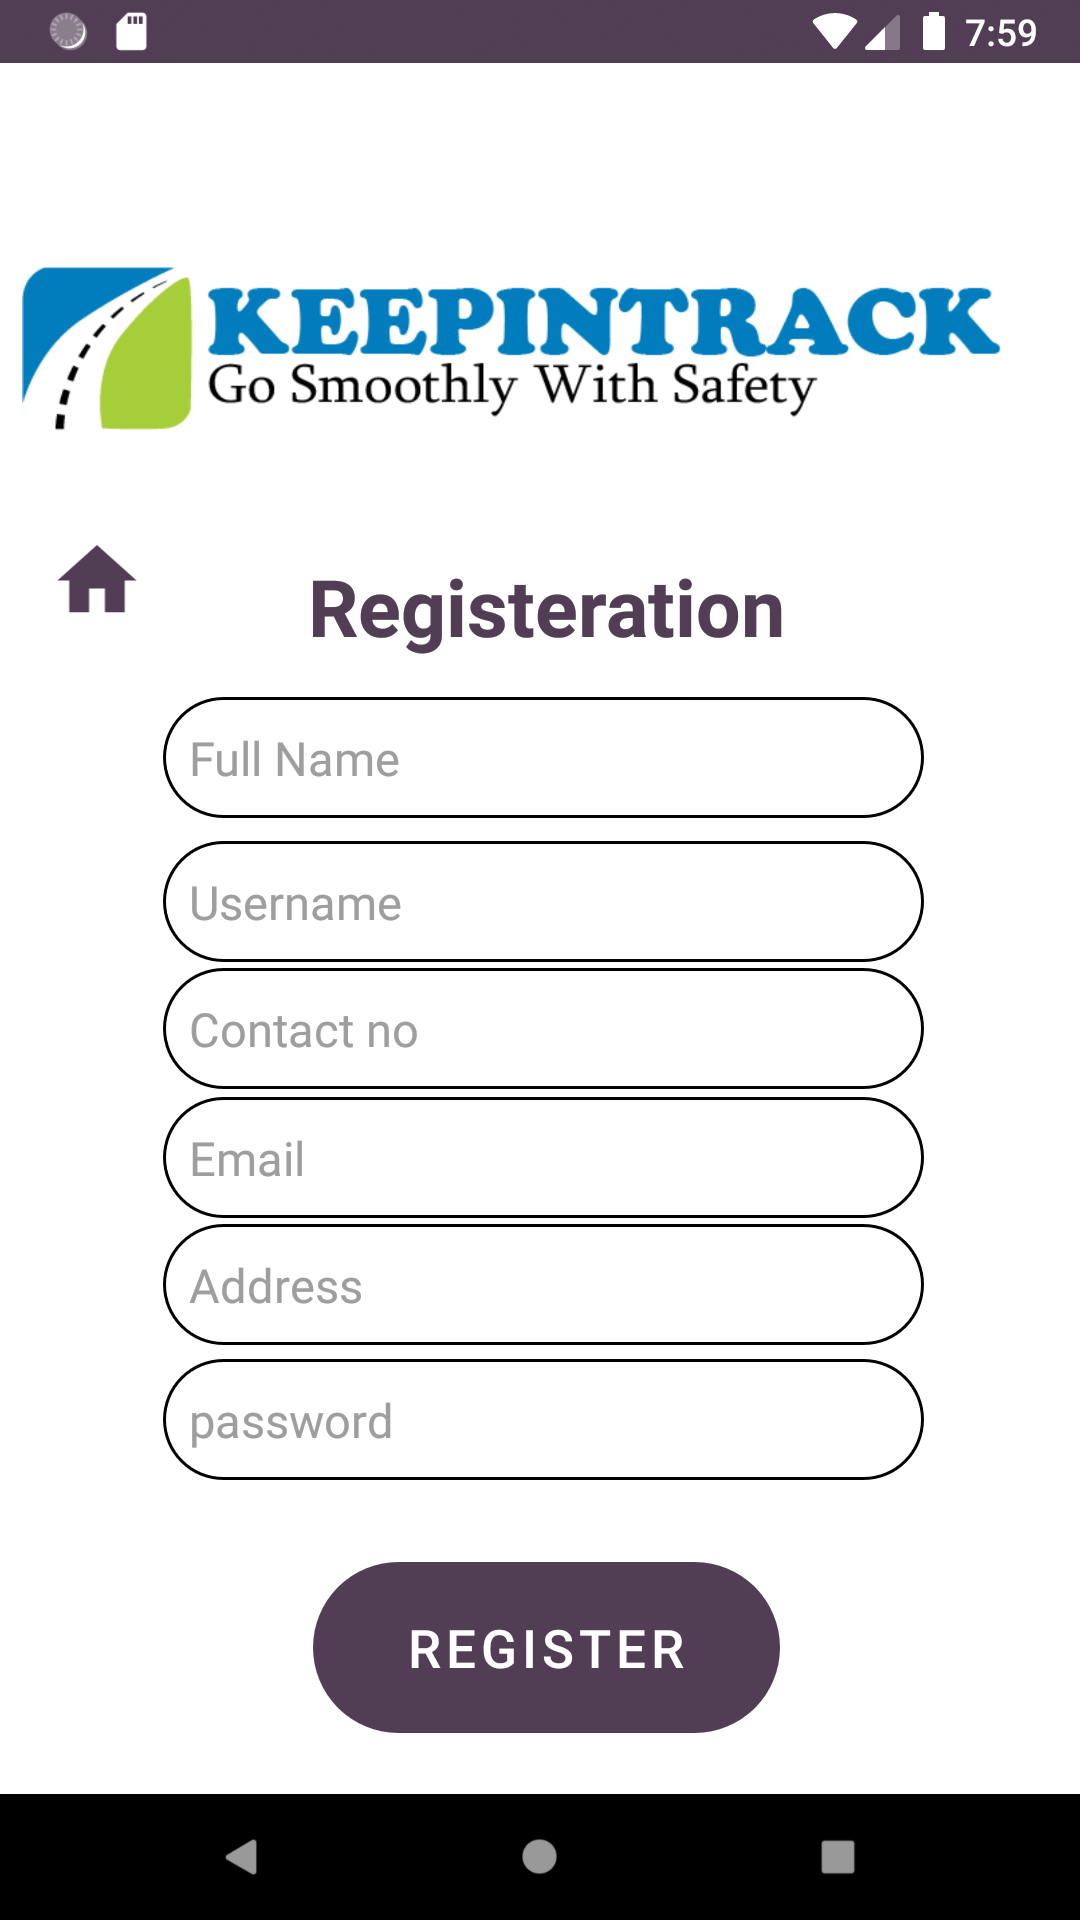 7:59
KEEPINTRACK
Go Smoothly With Safety
Registeration
Full Name
Username
Contact no
Email
Address
password
REGISTER